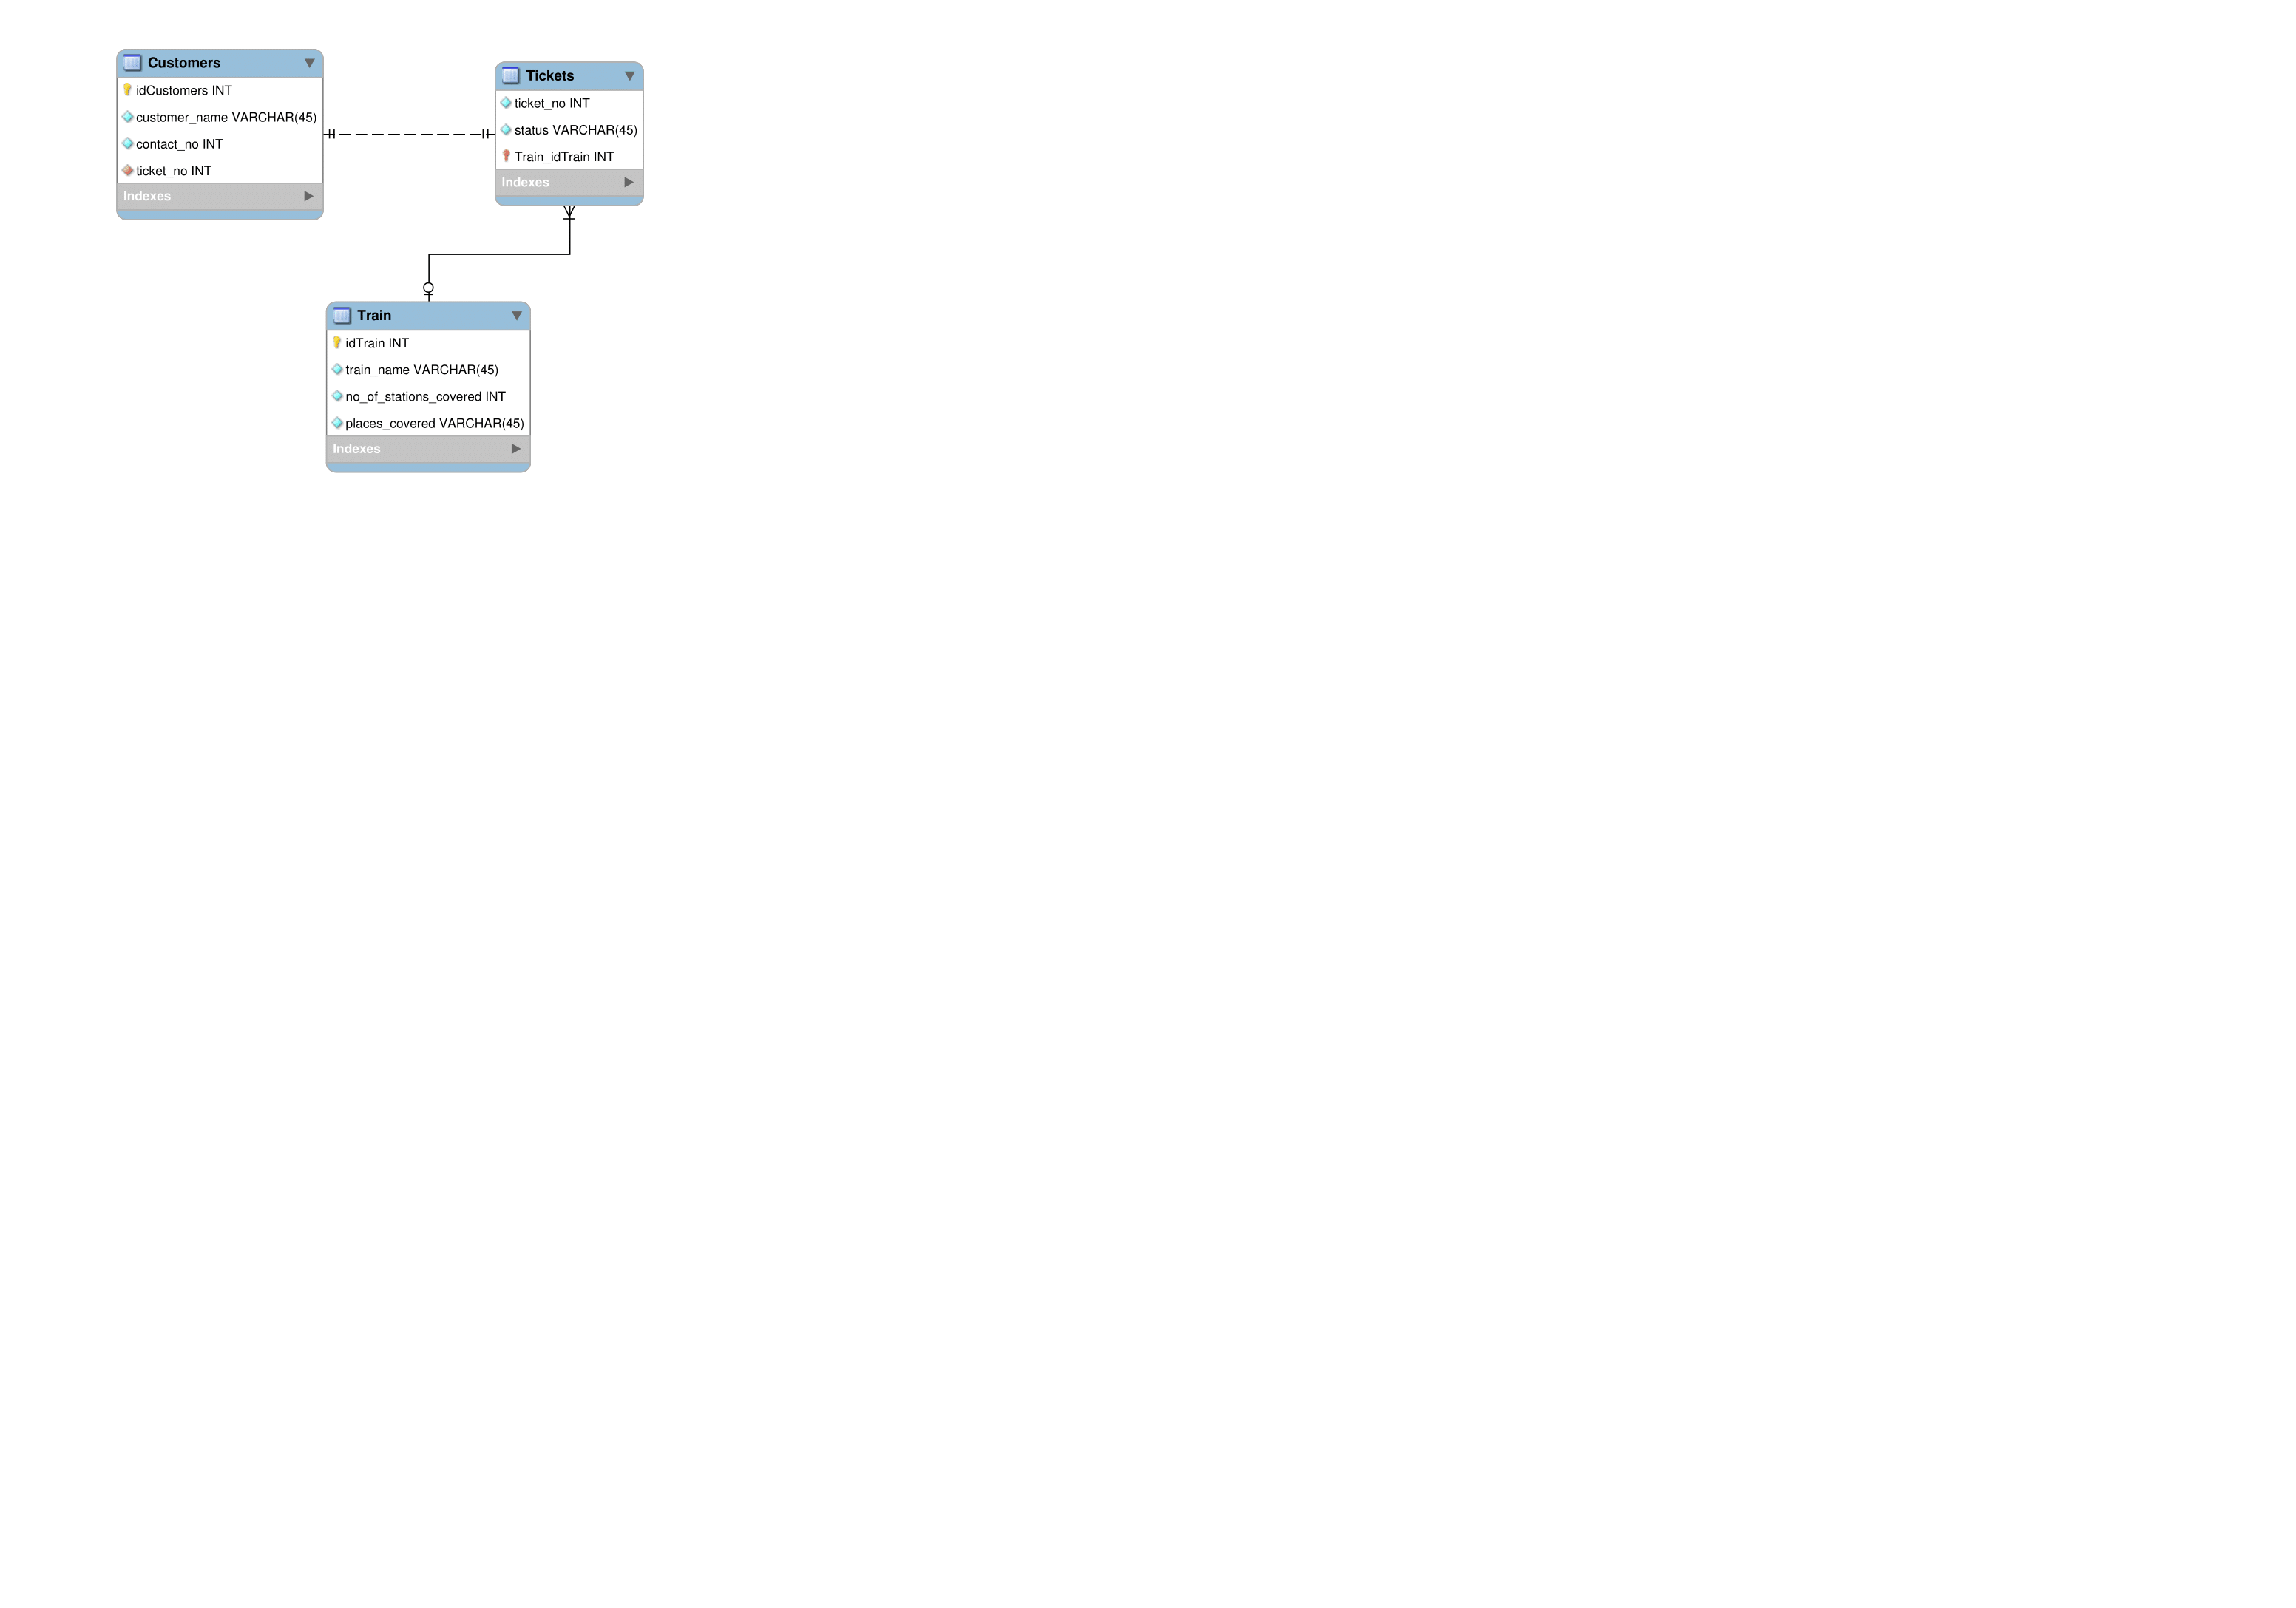 Customers
idCustomers INT
customer_name VARCHAR(45)
contact_no INT
ticket_no INT
Indexes
Tickets
ticket_no INT
status VARCHAR(45)
Train_idTrain INT
Indexes
Train
idTrain INT
train_name VARCHAR(45)
no_of_stations_covered INT
places_covered VARCHAR(45)
Indexes